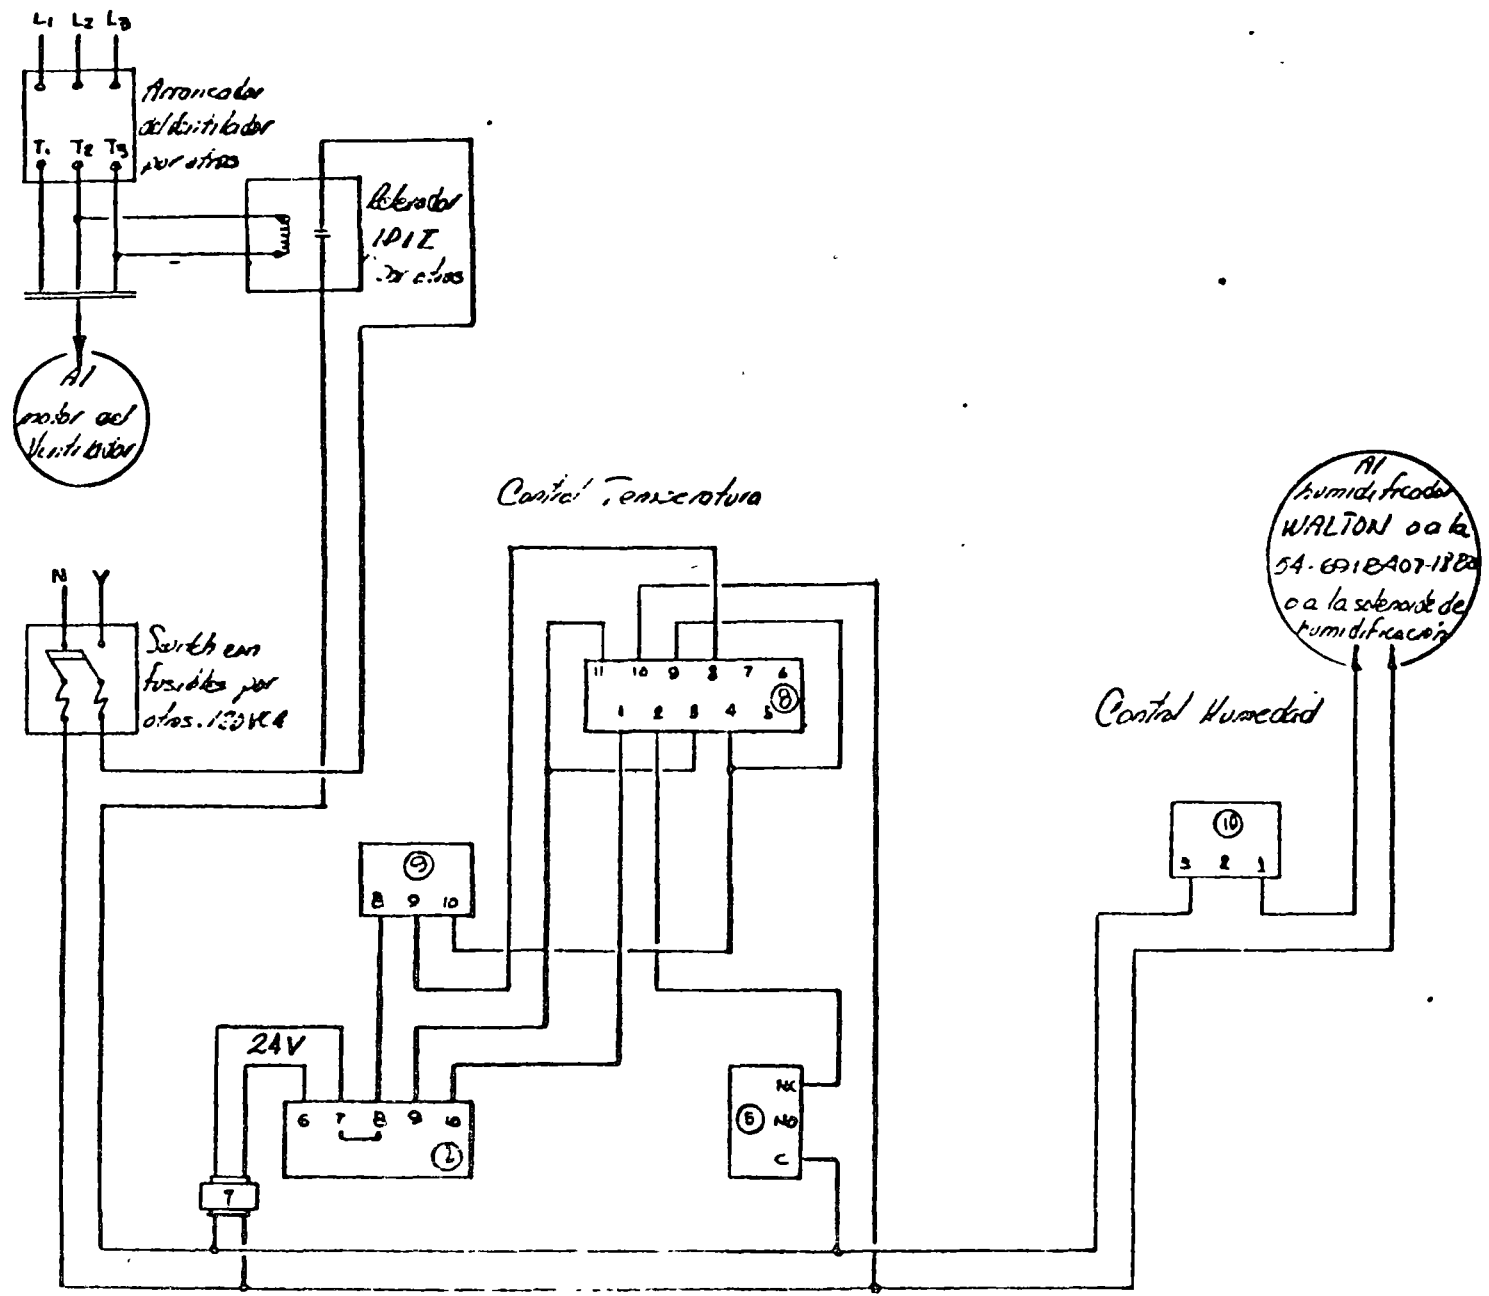 L1 L2 L3
Arrancador
del Ventilador
por otros
T1 T2 T3
Relevador
1P1T
Por otros
Al
motor del
Ventilador
Control Temperatura
Al
humidificador
WALTON o a la
o a la solenoide de
humidificación
N Y
Switch con
fusibles por
otros. 120VCA
11 10 9 8 7 6
1 2 3 4 5
8
Control Humedad
10
3 2 1
9
8 9 10
24V
6 7 8 9 10
2
NC
NO
C
T